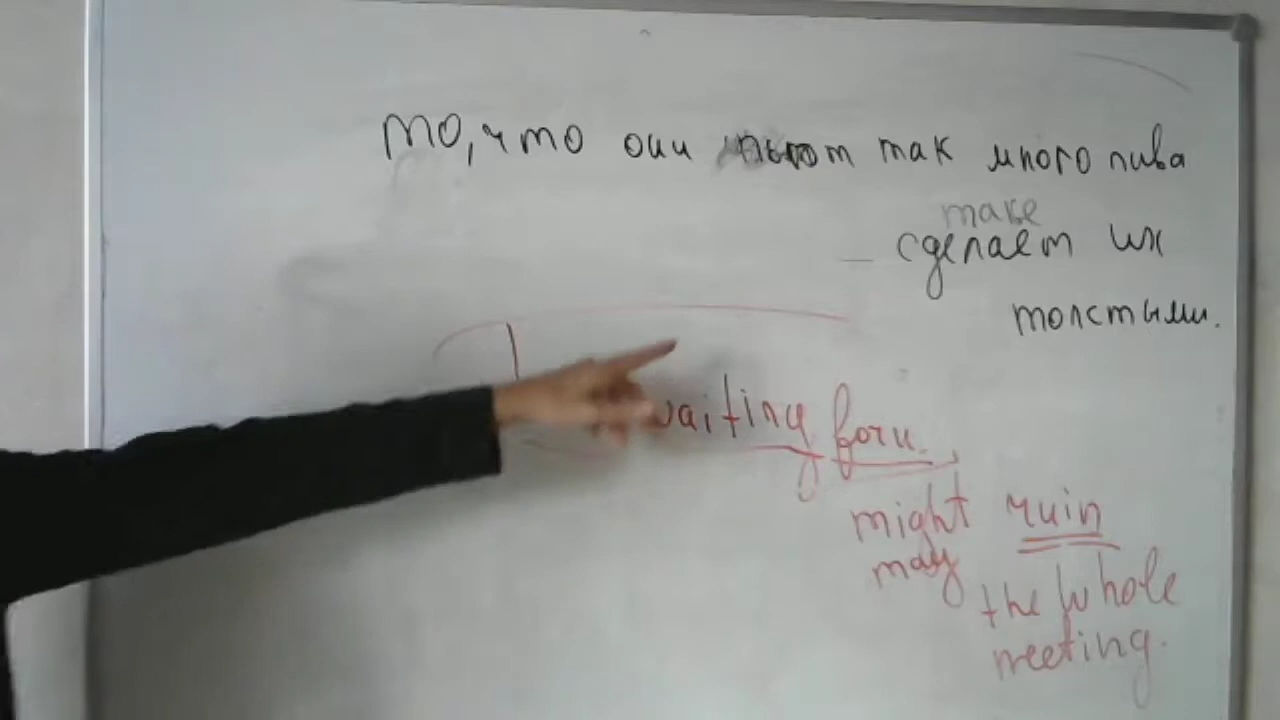 то, что они пьют так много пива
make
сделает их
толстыми.
waiting for u.
might ruin
may
the whole
meeting.